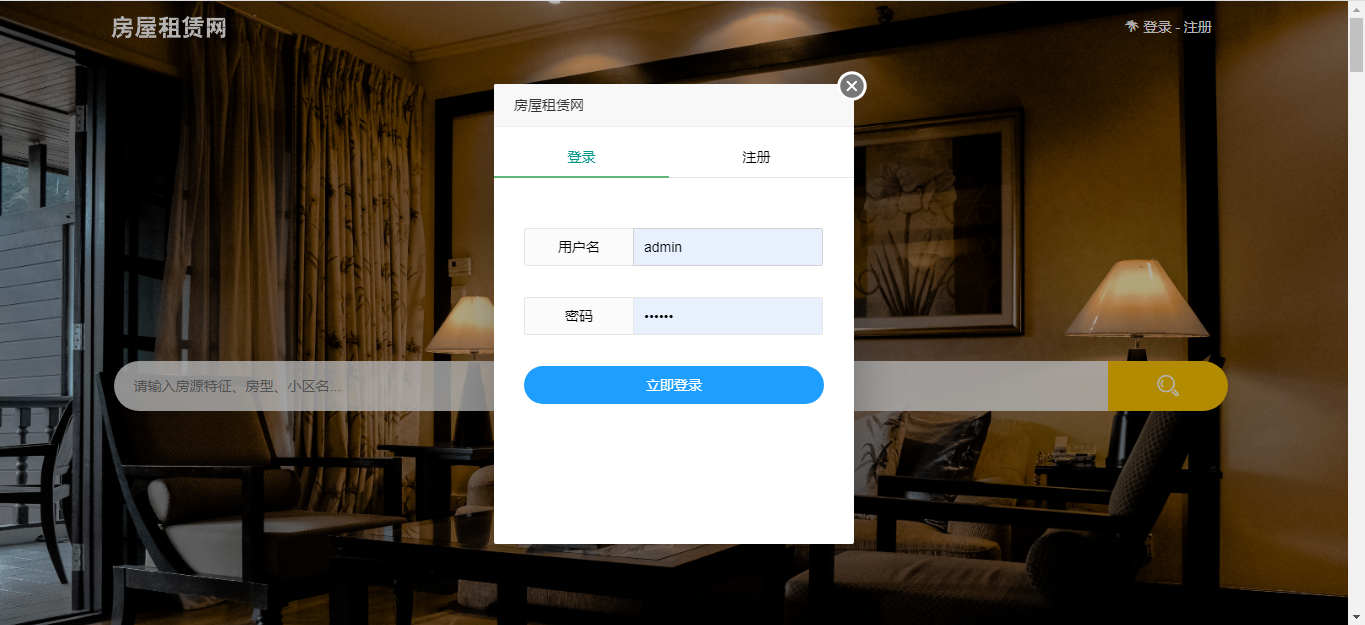 房屋租赁网
登录 - 注册
房屋租赁网
登录 注册
用户名 admin
密码 ••••••
立即登录
请输入房源特征、房型、小区名...